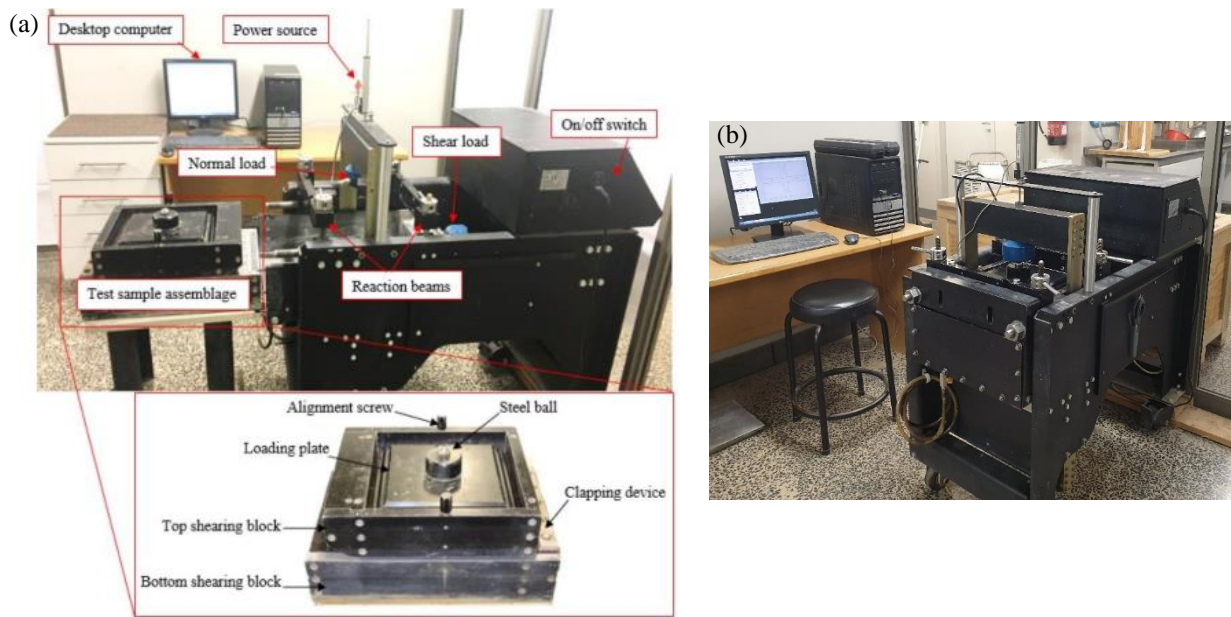 (a)
Desktop computer
Power source
On/off switch
Shear load
Normal load
Reaction beams
Test sample assemblage
Alignment screw
Steel ball
Loading plate
Clapping device
Top shearing block
Bottom shearing block
(b)